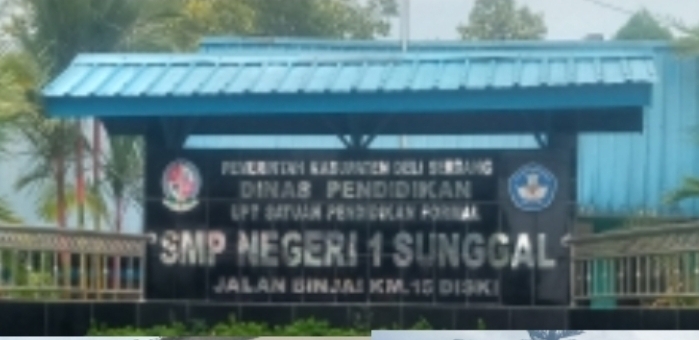 PEMERINTAH KABUPATEN DELI SERDANG
DINAS PENDIDIKAN
UPT SATUAN PENDIDIKAN FORMAL
"SMP NEGERI 1 SUNGGAL"
JALAN BINJAI KM.15 DISKI